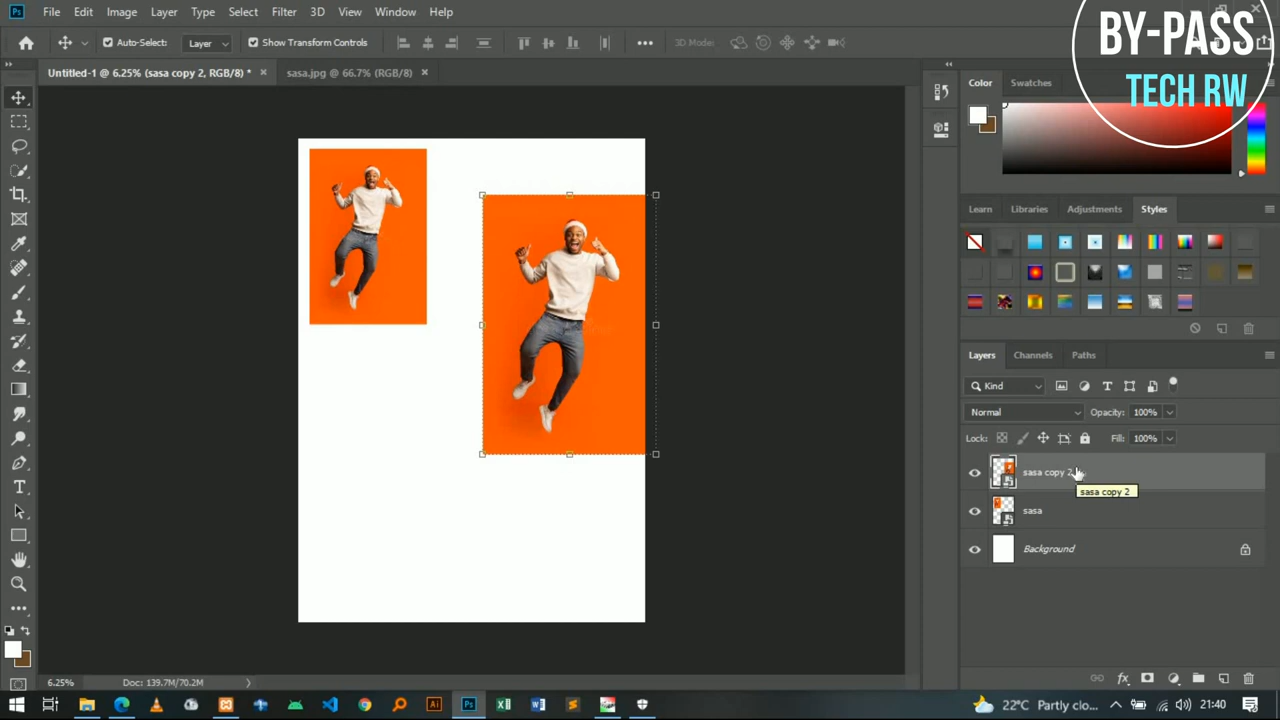 File Edit Image Layer Type Select Filter 3D View Window Help
BY-PASS
TECH RW
Auto-Select: Layer Show Transform Controls 3D Mode:
Untitled-1 @ 6.25% (sasa copy 2, RGB/8) * sasa.jpg @ 66.7% (RGB/8)
Color Swatches
Learn Libraries Adjustments Styles
Layers Channels Paths
Kind
Normal Opacity: 100%
Lock: Fill: 100%
sasa copy 2
sasa copy 2
sasa
Background
6.25% Doc: 139.7M/70.2M
22°C Partly clo... 21:40